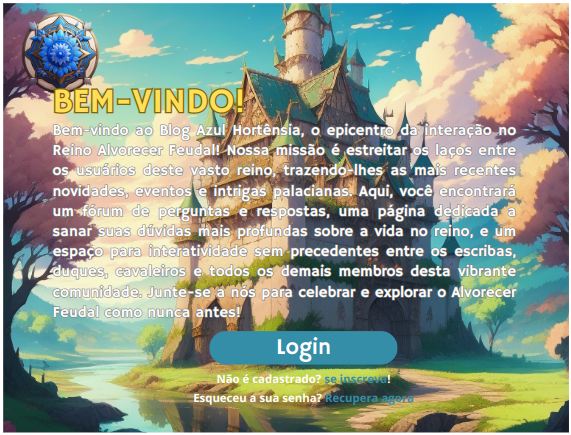 BEM-VINDO!
Bem-vindo ao Blog Azul Hortênsia, o epicentro da interação no
Reino Alvorecer Feudal! Nossa missão é estreitar os laços entre
os usuários deste vasto reino, trazendo-lhes as mais recentes
novidades, eventos e intrigas palacianas. Aqui, você encontrará
um fórum de perguntas e respostas, uma página dedicada a
sanar suas dúvidas mais profundas sobre a vida no reino, e um
espaço para interatividade sem precedentes entre os escribas,
duques, cavaleiros e todos os demais membros desta vibrante
comunidade. Junte-se a nós para celebrar e explorar o Alvorecer
Feudal como nunca antes!
Login
Não é cadastrado? se inscreva!
Esqueceu a sua senha? Recupera agora